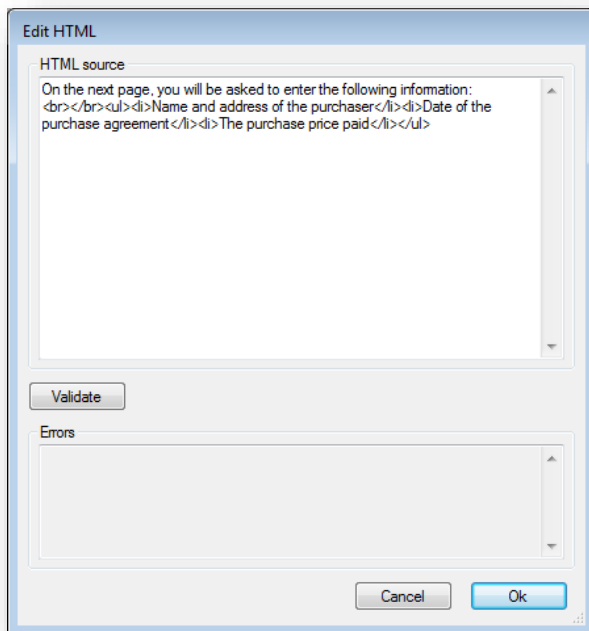 Edit HTML
HTML source
On the next page, you will be asked to enter the following information:
<br></br><ul><li>Name and address of the purchaser</li><li>Date of the
purchase agreement</li><li>The purchase price paid</li></ul>
Validate
Errors
Cancel
Ok